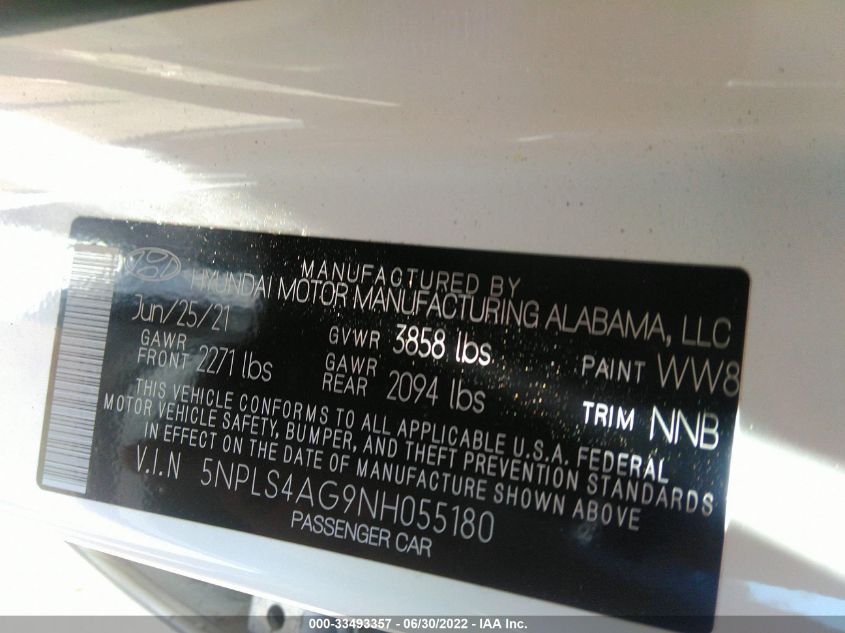 MANUFACTURED BY
HYUNDAI MOTOR MANUFACTURING ALABAMA, LLC
Jun/25/21
GVWR 3858 lbs
PAINT WW8
GAWR FRONT 2271 lbs
GAWR REAR 2094 lbs
TRIM NNB
THIS VEHICLE CONFORMS TO ALL APPLICABLE U.S.A. FEDERAL
MOTOR VEHICLE SAFETY, BUMPER, AND THEFT PREVENTION STANDARDS
IN EFFECT ON THE DATE OF MANUFACTURE SHOWN ABOVE
V.I.N 5NPLS4AG9NH055180
PASSENGER CAR
000-33493357 - 06/30/2022 - IAA Inc.